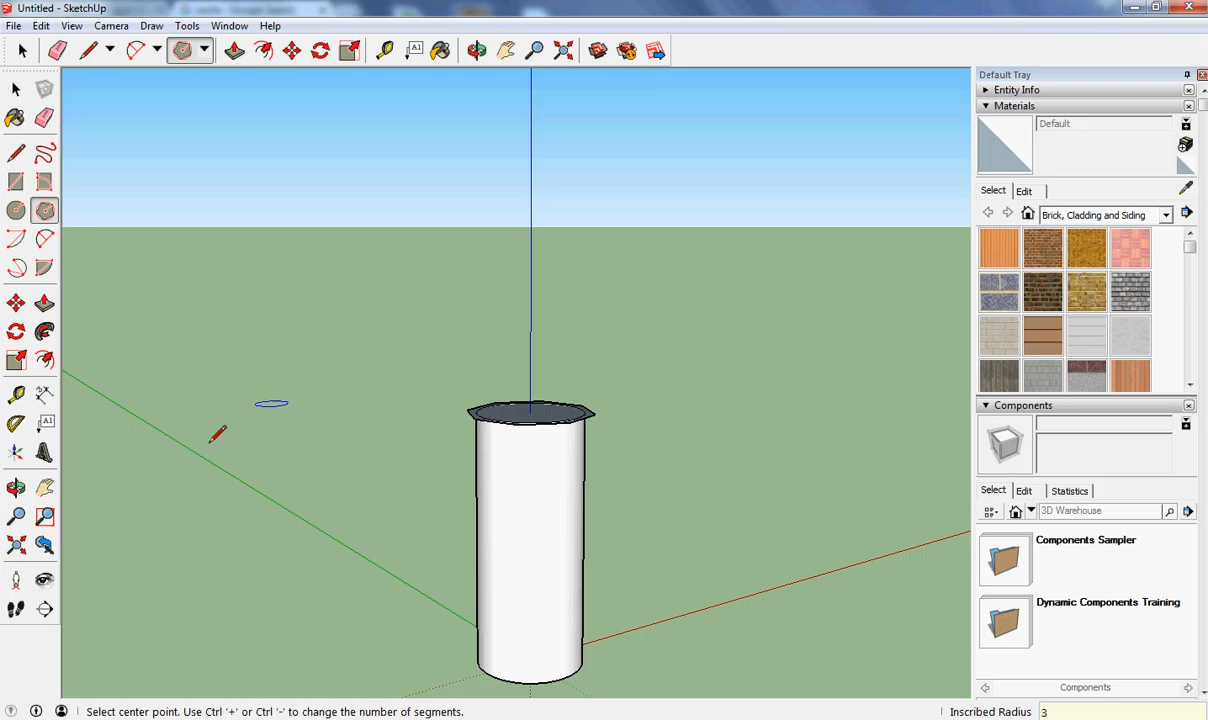 Untitled - SketchUp
File Edit View Camera Draw Tools Window Help
A1
Default Tray
Entity Info
Materials
Default
Select Edit
Brick, Cladding and Siding
A1
Components
Select Edit Statistics
3D Warehouse
Components Sampler
Dynamic Components Training
Components
Select center point. Use Ctrl '+' or Ctrl '-' to change the number of segments.
Inscribed Radius 3